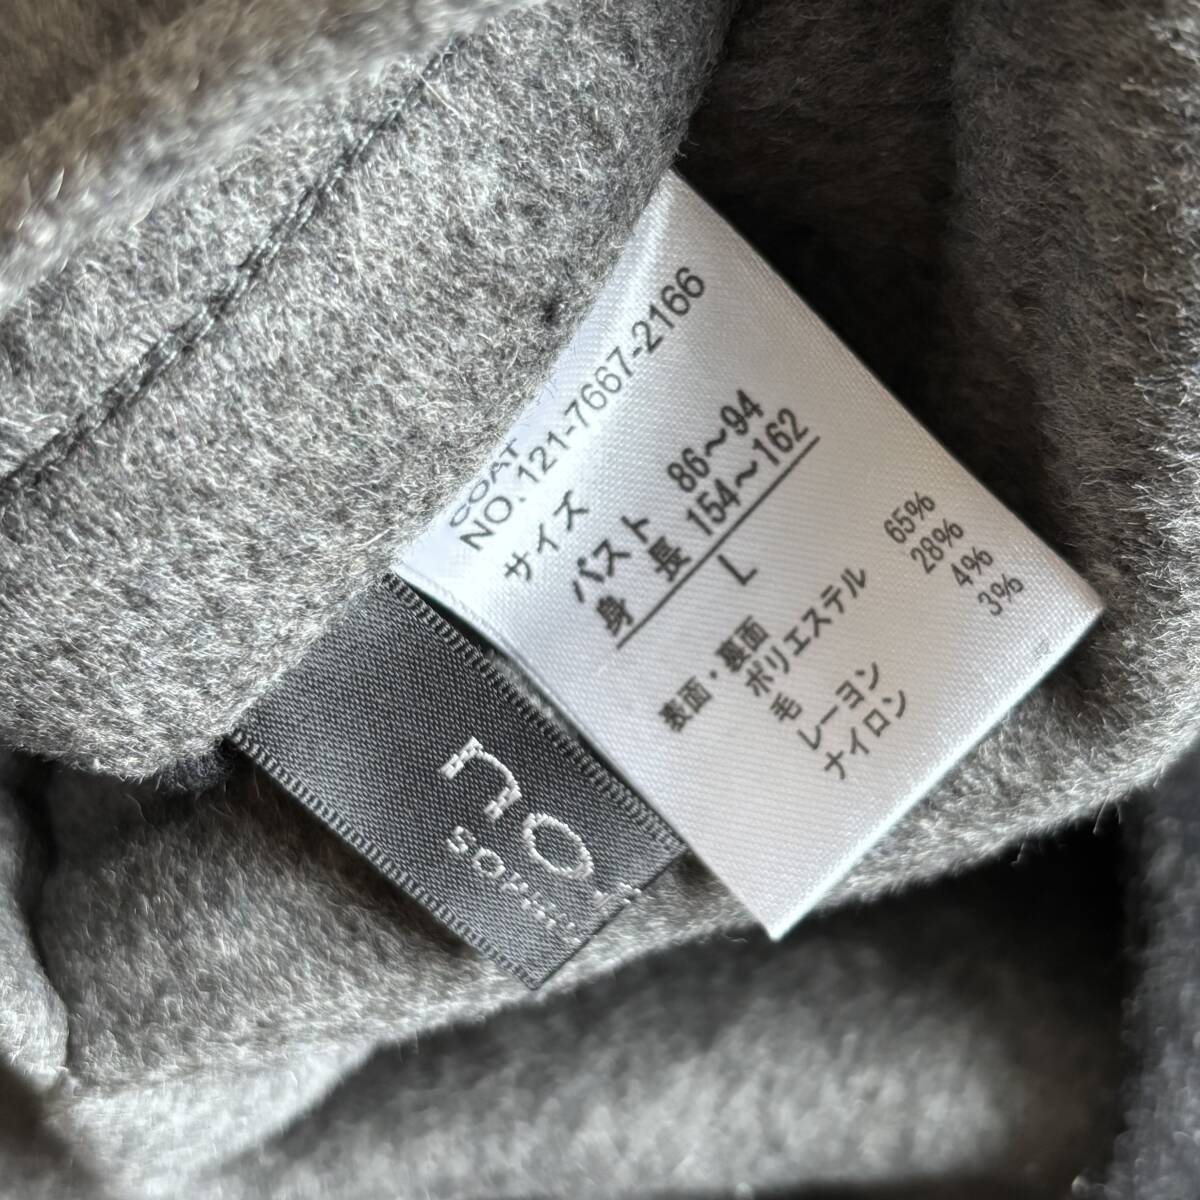 COAT
NO.121-7667-2166
サイズ
バスト 86～94
身 長 154～162
L
表面・裏面
ポリエステル 65%
毛 28%
レーヨン 4%
ナイロン 3%
no